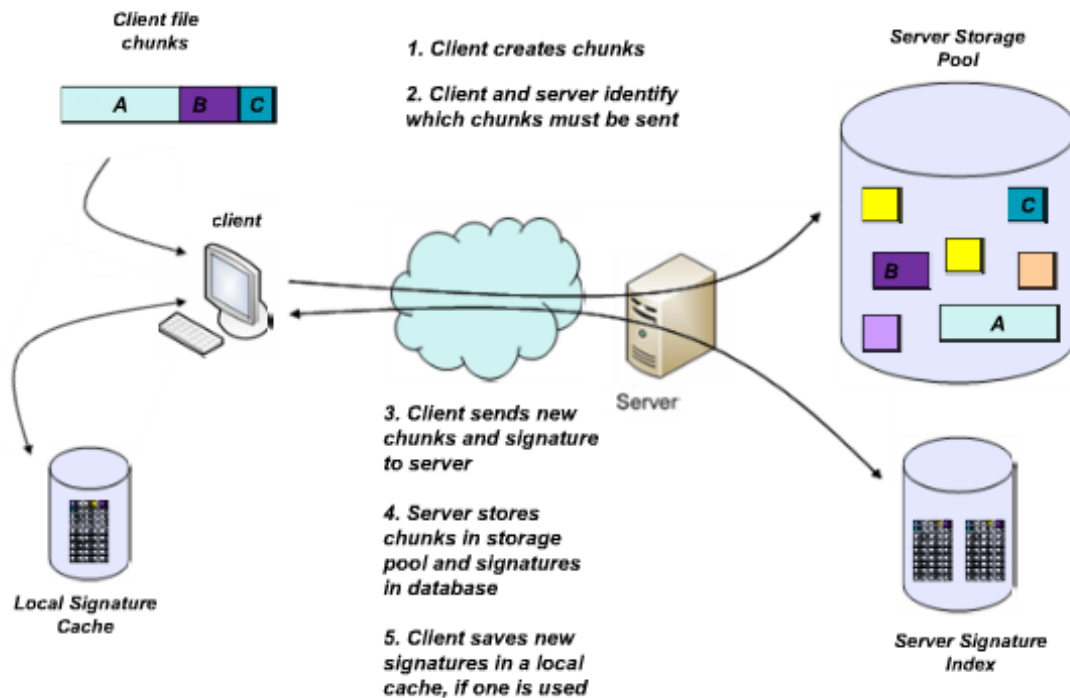 Client file
chunks
A B C
1. Client creates chunks
2. Client and server identify
which chunks must be sent
Server Storage
Pool
client
C
B
A
Server
3. Client sends new
chunks and signature
to server
4. Server stores
chunks in storage
pool and signatures
in database
5. Client saves new
signatures in a local
cache, if one is used
Local Signature
Cache
Server Signature
Index